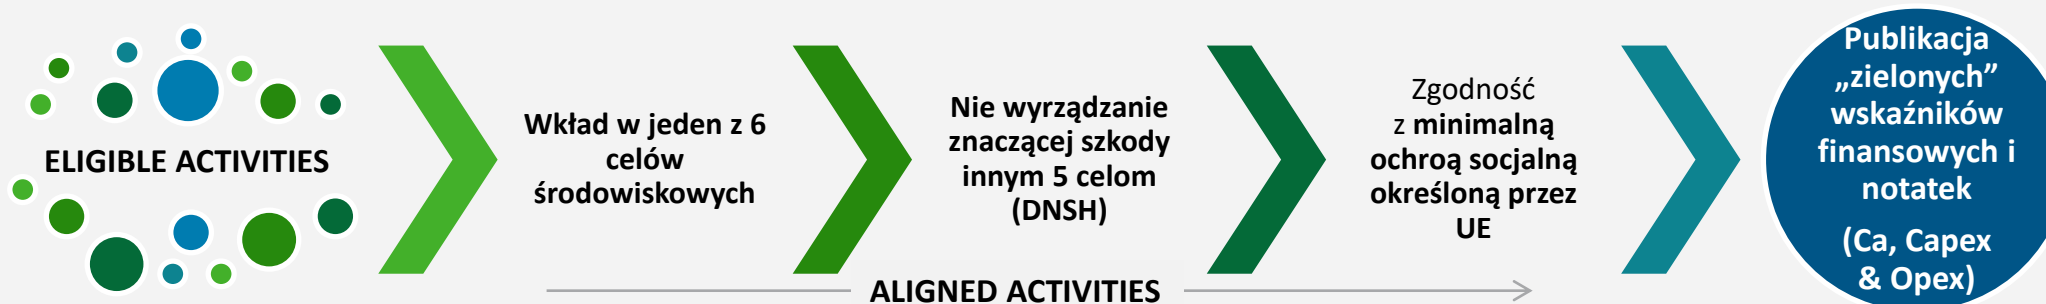 ELIGIBLE ACTIVITIES
Wkład w jeden z 6
celów
środowiskowych
Nie wyrządzanie
znaczącej szkody
innym 5 celom
(DNSH)
Zgodność
z minimalną
ochroą socjalną
określoną przez
UE
ALIGNED ACTIVITIES
Publikacja
„zielonych”
wskaźników
finansowych i
notatek
(Ca, Capex
& Opex)